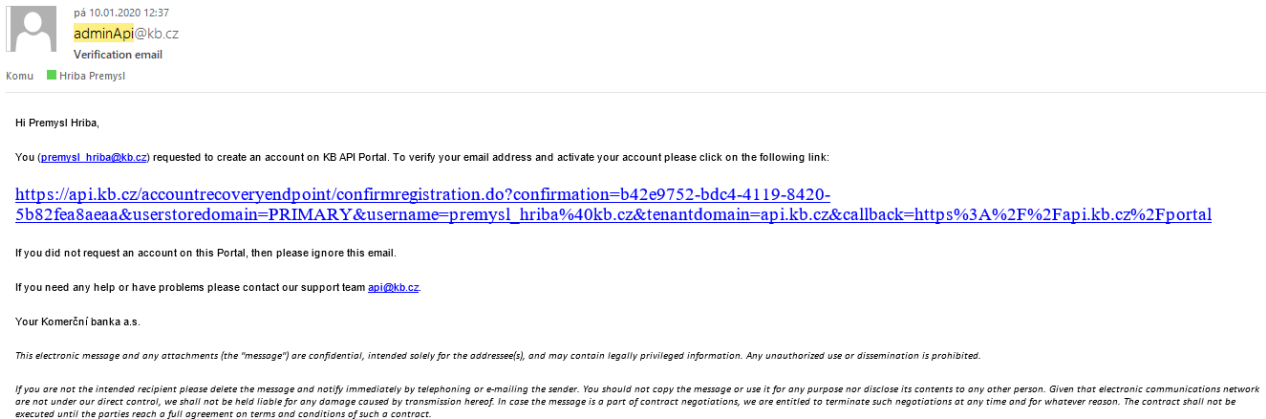 pá 10.01.2020 12:37
adminApi@kb.cz
Verification email
Komu Hriba Premysl
Hi Premysl Hriba,
You (premysl_hriba@kb.cz) requested to create an account on KB API Portal. To verify your email address and activate your account please click on the following link:
https://api.kb.cz/accountrecoveryendpoint/confirmregistration.do?confirmation=b42e9752-bdc4-4119-8420-
5b82fea8aeaa&userstoredomain=PRIMARY&username=premysl_hriba%40kb.cz&tenantdomain=api.kb.cz&callback=https%3A%2F%2Fapi.kb.cz%2Fportal
If you did not request an account on this Portal, then please ignore this email.
If you need any help or have problems please contact our support team api@kb.cz.
Your Komerční banka a.s.
This electronic message and any attachments (the "message") are confidential, intended solely for the addressee(s), and may contain legally privileged information. Any unauthorized use or dissemination is prohibited.
If you are not the intended recipient please delete the message and notify immediately by telephoning or e-mailing the sender. You should not copy the message or use it for any purpose nor disclose its contents to any other person. Given that electronic communications network
are not under our direct control, we shall not be held liable for any damage caused by transmission hereof. In case the message is a part of contract negotiations, we are entitled to terminate such negotiations at any time and for whatever reason. The contract shall not be
executed until the parties reach a full agreement on terms and conditions of such a contract.